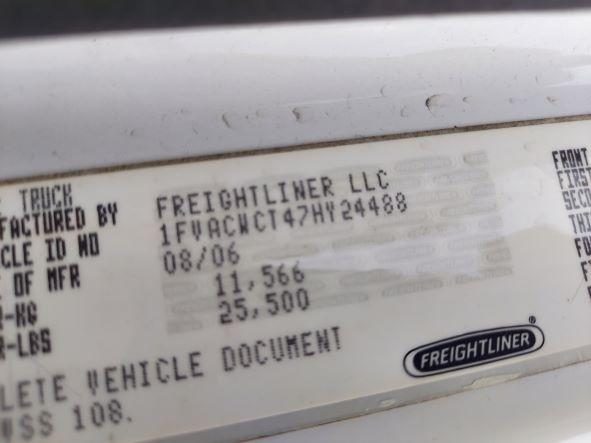 TRUCK FREIGHTLINER LLC
FACTURED BY 1FVACWCT47HY24488
CLE ID NO 08/06
OF MFR 11,566
-KG 25,500
R-LBS
LETE VEHICLE DOCUMENT
VSS 108.
FREIGHTLINER®
FRONT
FIRST
SECO
THI
FO